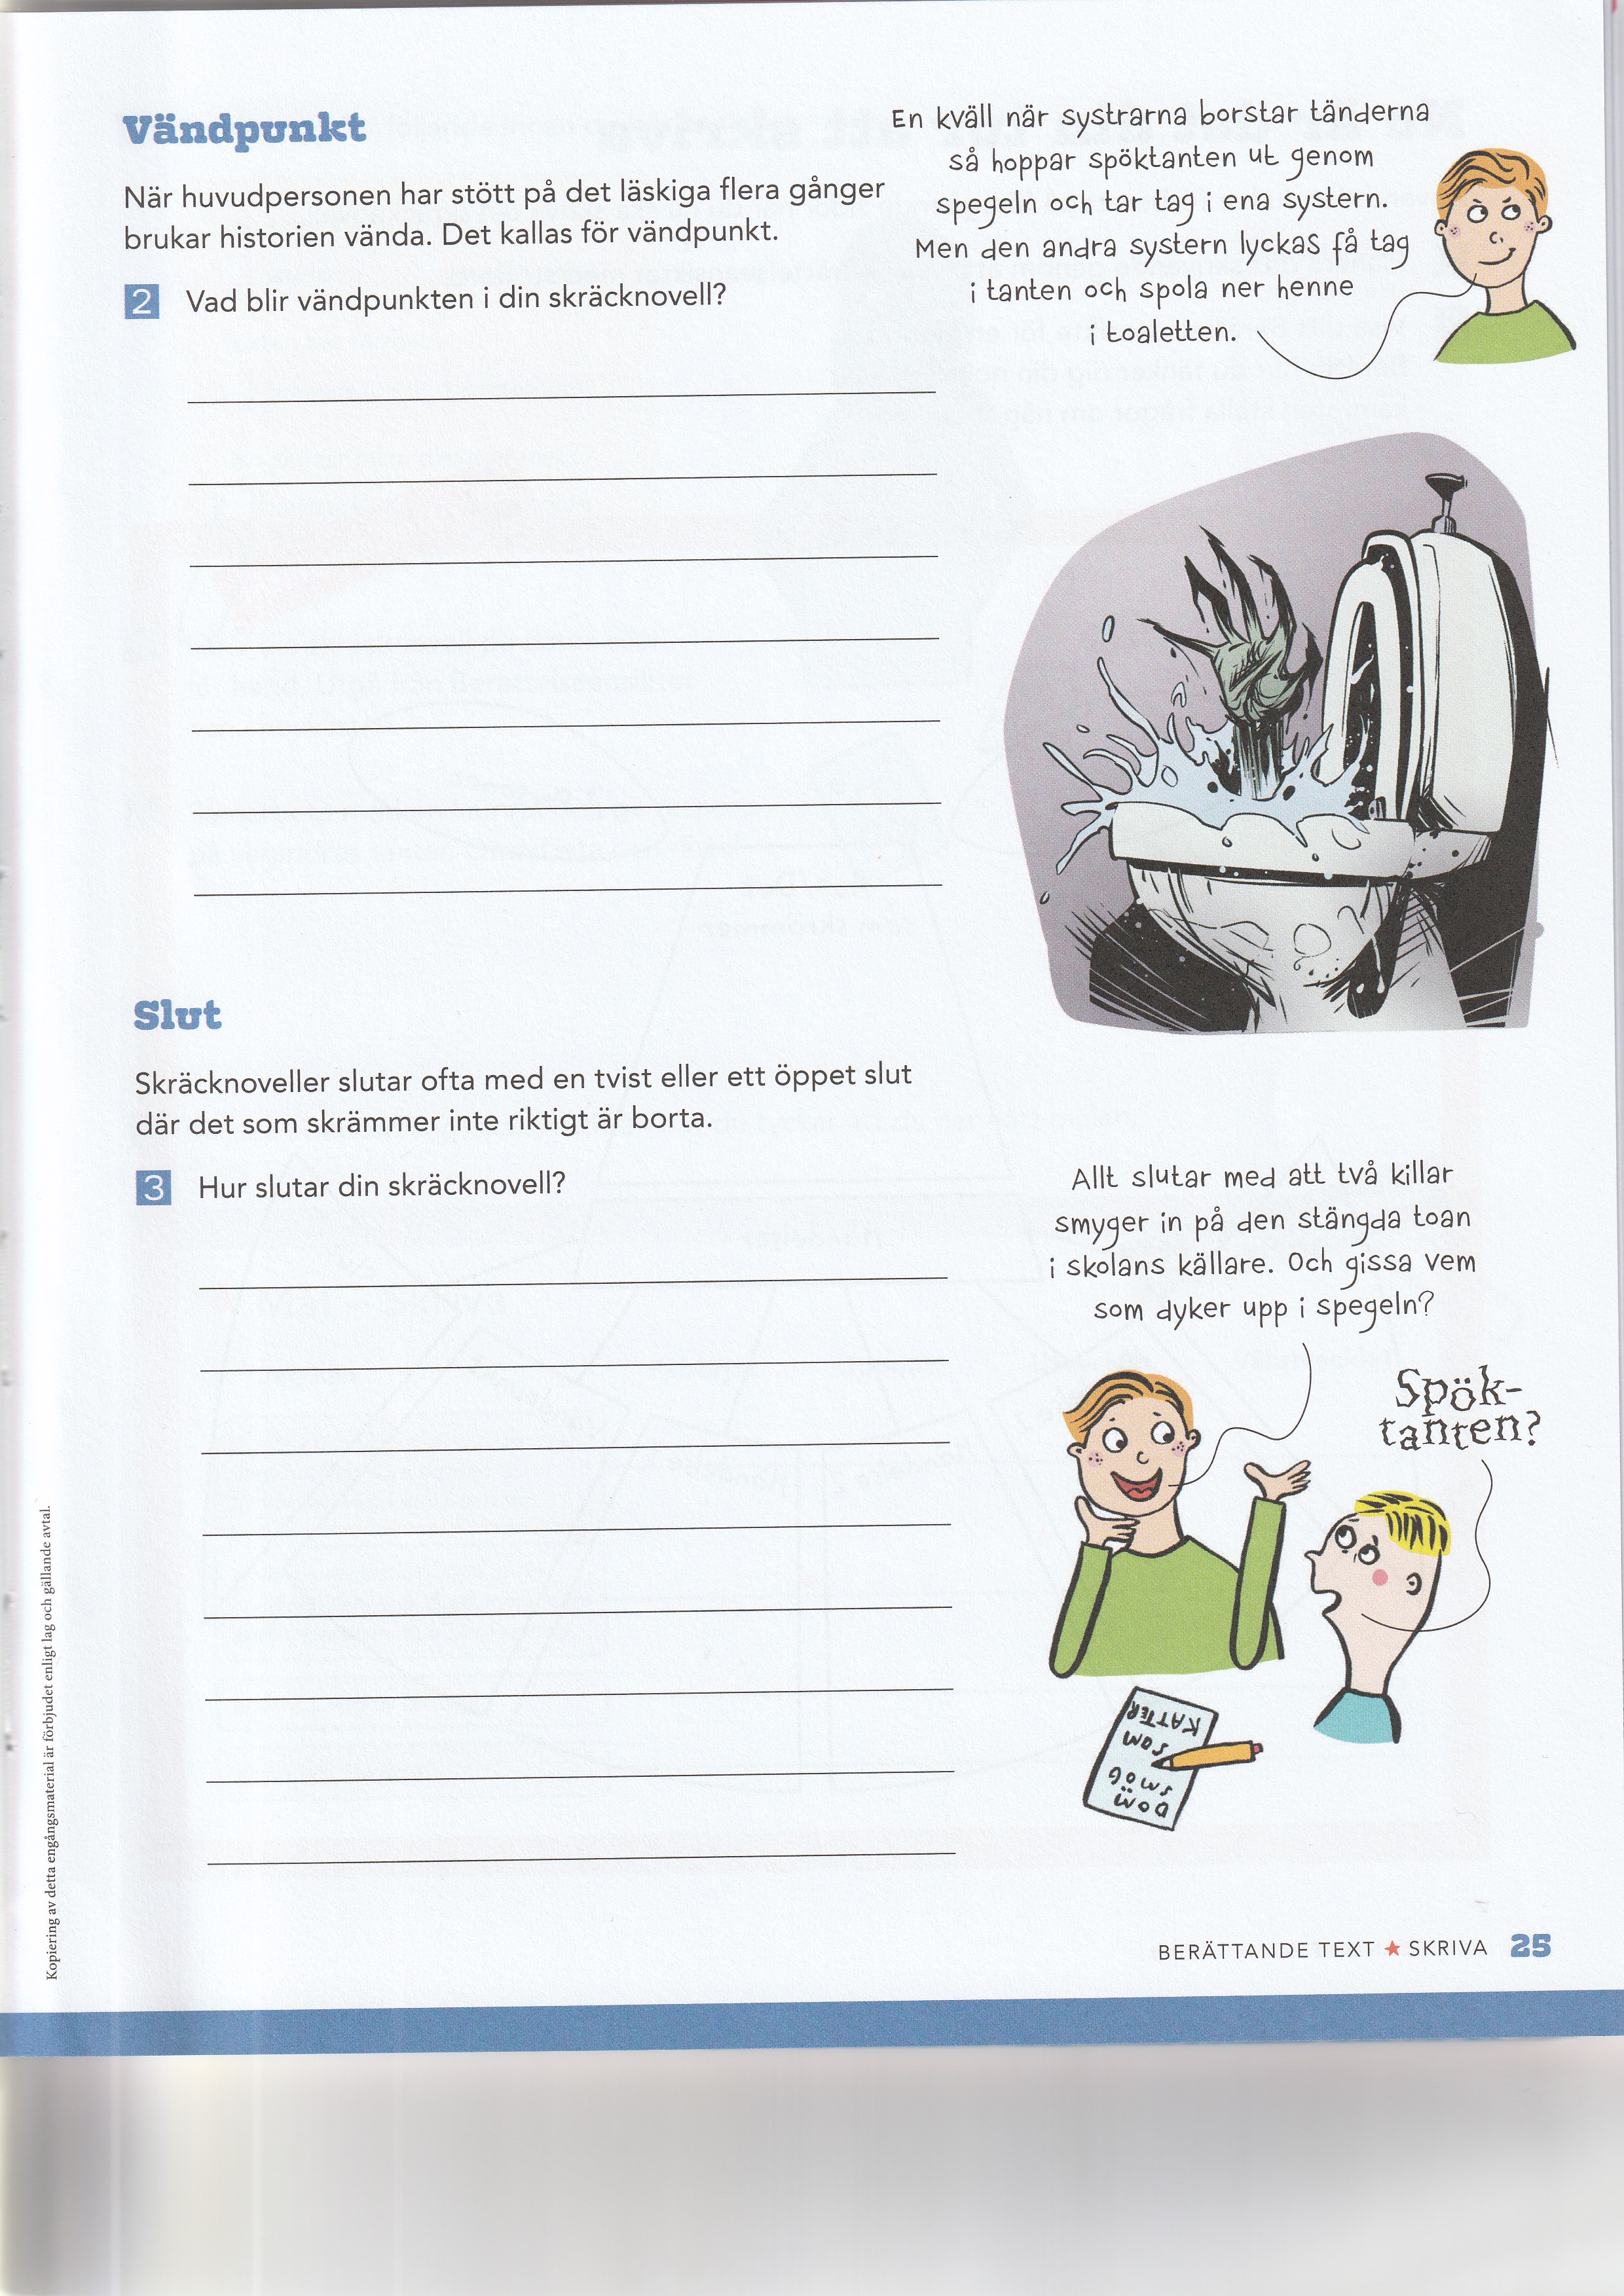 Vändpunkt
När huvudpersonen har stött på det läskiga flera gånger
brukar historien vända. Det kallas för vändpunkt.
2 Vad blir vändpunkten i din skräcknovell?
En kväll när systrarna borstar tänderna
så hoppar spöktanten ut genom
spegeln och tar tag i ena systern.
Men den andra systern lyckas få tag
i tanten och spola ner henne
i toaletten.
Slut
Skräcknoveller slutar ofta med en tvist eller ett öppet slut
där det som skrämmer inte riktigt är borta.
3 Hur slutar din skräcknovell?
Allt slutar med att två killar
smyger in på den stängda toan
i skolans källare. Och gissa vem
som dyker upp i spegeln?
Spök-
tanten?
DÖM
SMÖG
SOM
KATTER
Kopiering av detta engångsmaterial är förbjudet enligt lag och gällande avtal.
BERÄTTANDE TEXT ★ SKRIVA 25